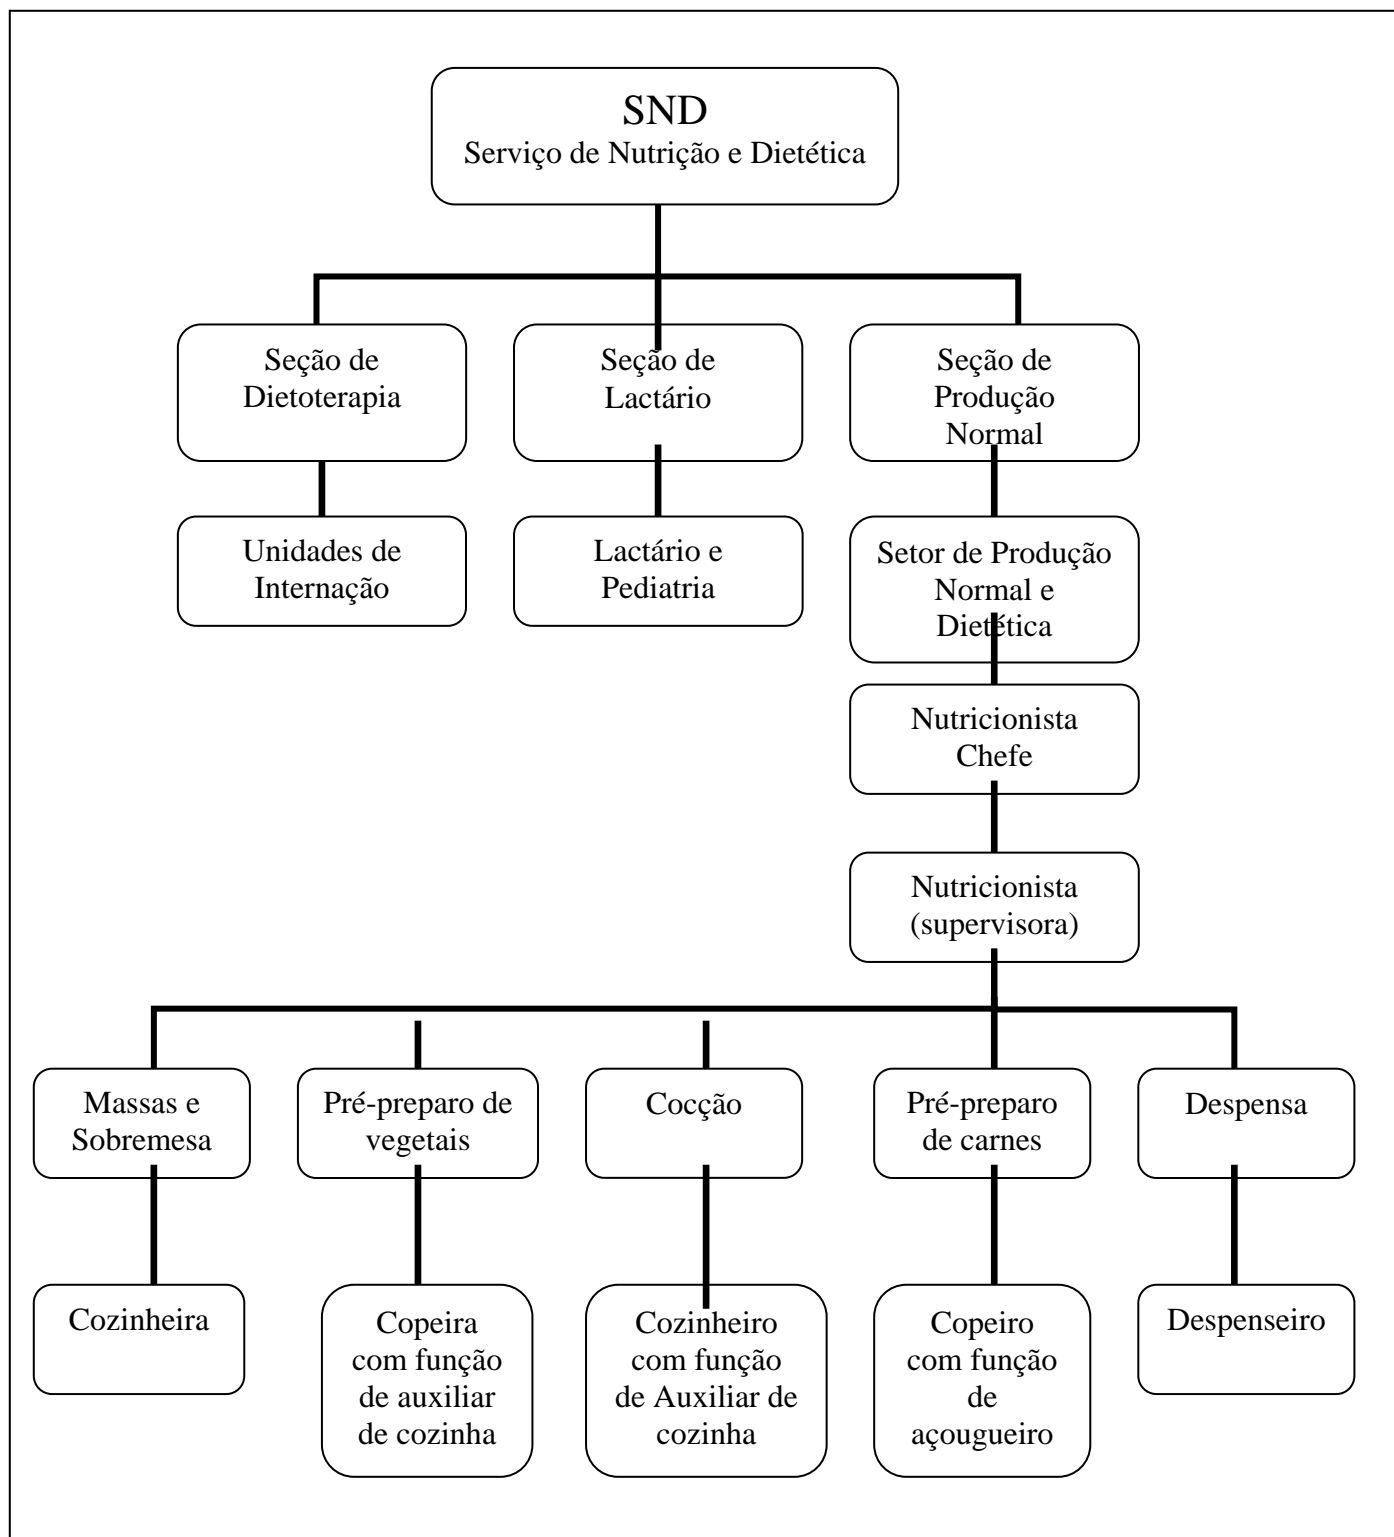 SND
Serviço de Nutrição e Dietética
Seção de
Dietoterapia
Seção de
Lactário
Seção de
Produção
Normal
Unidades de
Internação
Lactário e
Pediatria
Setor de Produção
Normal e
Dietética
Nutricionista
Chefe
Nutricionista
(supervisora)
Massas e
Sobremesa
Pré-preparo de
vegetais
Cocção
Pré-preparo
de carnes
Despensa
Cozinheira
Copeira
com função
de auxiliar
de cozinha
Cozinheiro
com função
de Auxiliar de
cozinha
Copeiro
com função
de
açougueiro
Despenseiro